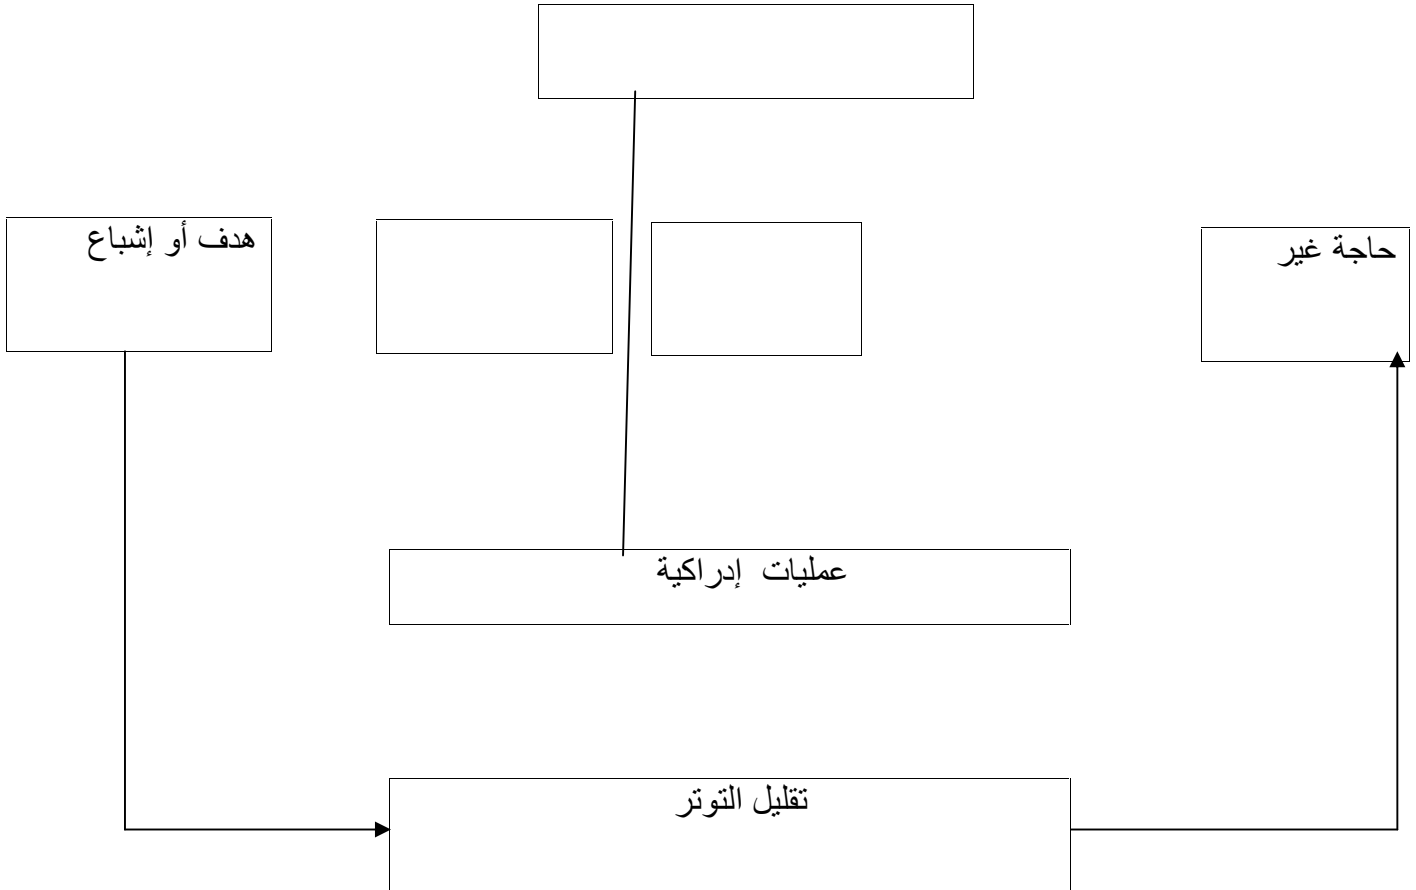 حاجة غير
هدف أو إشباع
عمليات إدراكية
تقليل التوتر